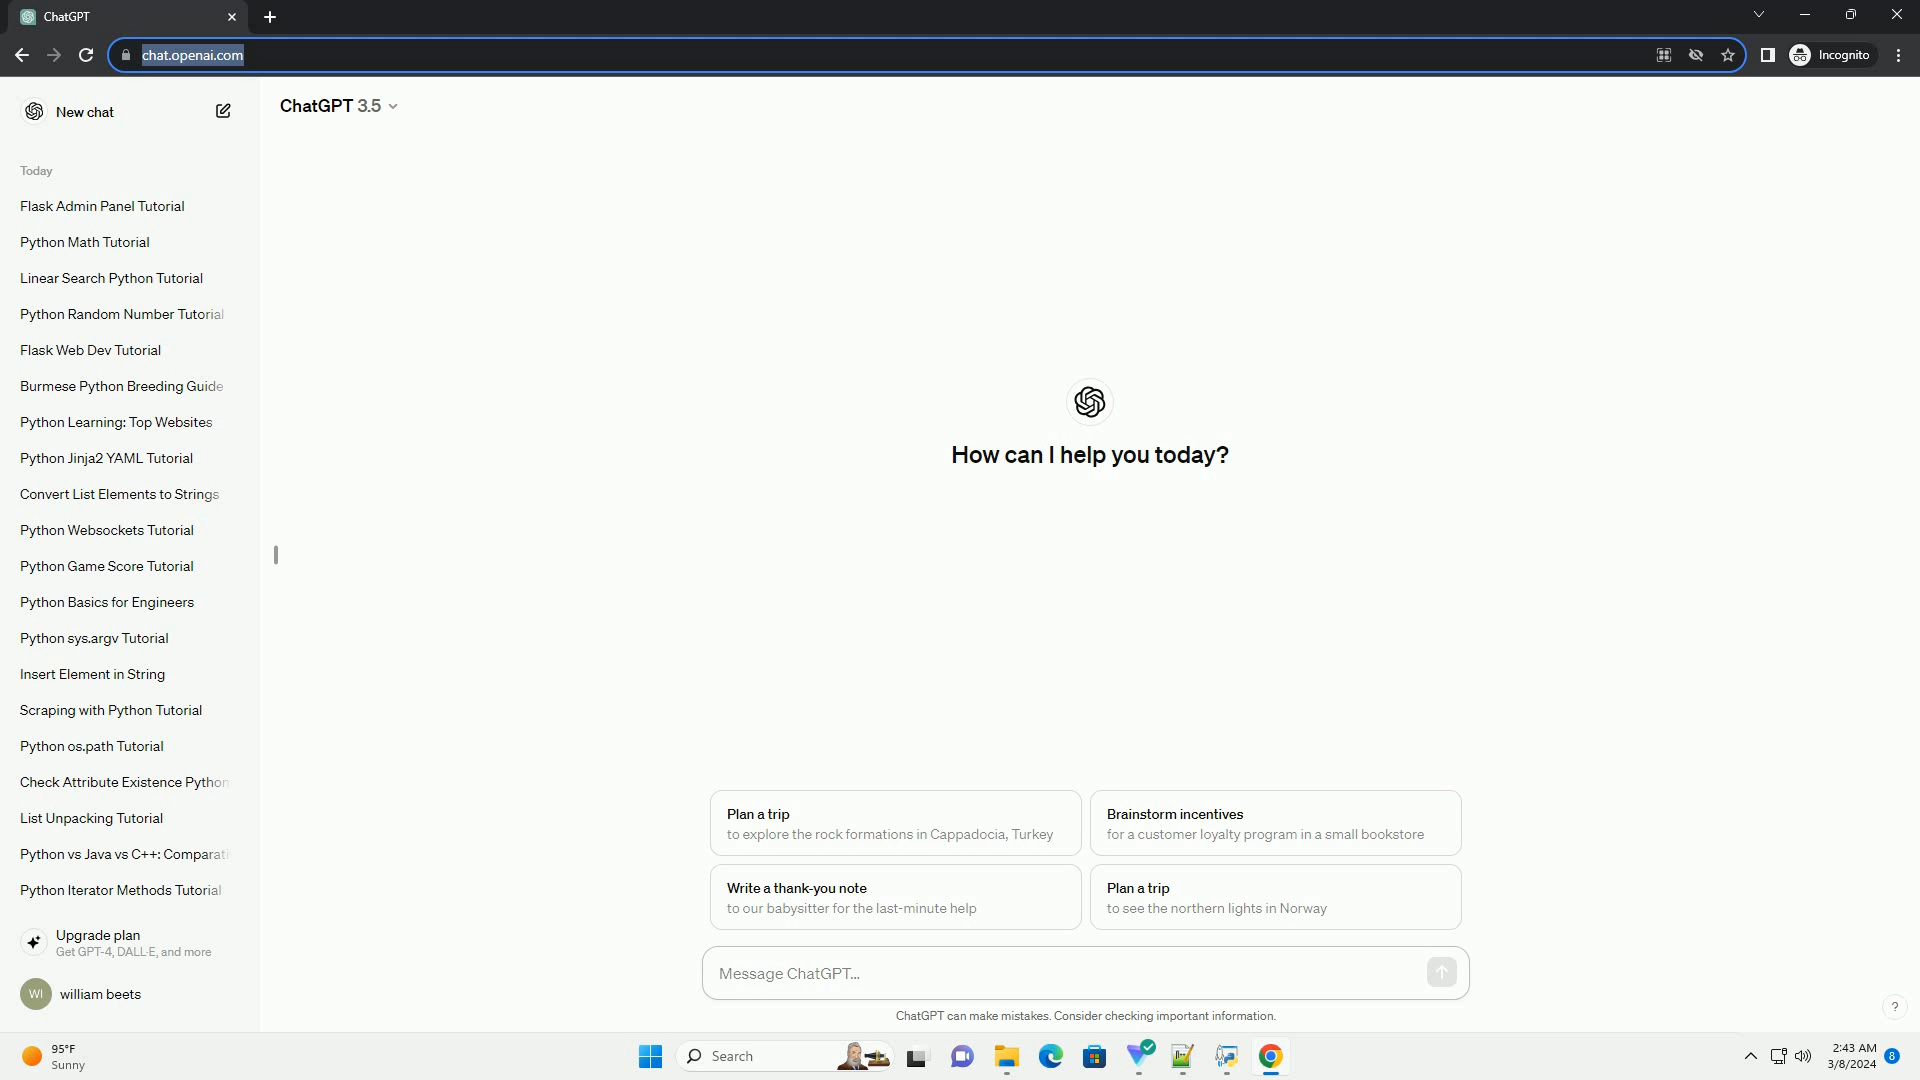 ChatGPT
chat.openai.com
Incognito
New chat
ChatGPT 3.5
Today
Flask Admin Panel Tutorial
Python Math Tutorial
Linear Search Python Tutorial
Python Random Number Tutorial
Flask Web Dev Tutorial
Burmese Python Breeding Guide
Python Learning: Top Websites
Python Jinja2 YAML Tutorial
Convert List Elements to Strings
Python Websockets Tutorial
Python Game Score Tutorial
Python Basics for Engineers
Python sys.argv Tutorial
Insert Element in String
Scraping with Python Tutorial
Python os.path Tutorial
Check Attribute Existence Python
List Unpacking Tutorial
Python vs Java vs C++: Comparati
Python Iterator Methods Tutorial
Upgrade plan
Get GPT-4, DALL·E, and more
WI william beets
How can I help you today?
Plan a trip
to explore the rock formations in Cappadocia, Turkey
Brainstorm incentives
for a customer loyalty program in a small bookstore
Write a thank-you note
to our babysitter for the last-minute help
Plan a trip
to see the northern lights in Norway
Message ChatGPT...
ChatGPT can make mistakes. Consider checking important information.
?
95°F
Sunny
Search
2:43 AM
3/8/2024
8